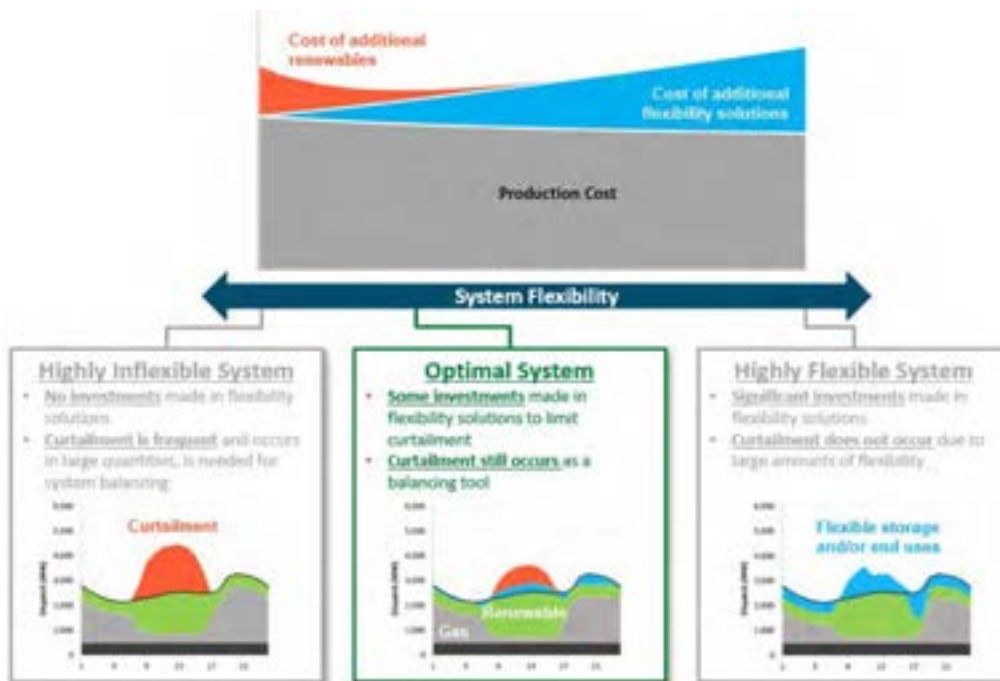 Cost of additional
renewables
Cost of additional
flexibility solutions
Production Cost
System Flexibility
Highly Inflexible System
• No investments made in flexibility
solutions
• Curtailment is frequent and occurs
in large quantities, is needed for
system balancing
Curtailment
Optimal System
• Some investments made in
flexibility solutions to limit
curtailment
• Curtailment still occurs as a
balancing tool
Renewable
Gas
Highly Flexible System
• Significant investments made in
flexibility solutions
• Curtailment does not occur due to
large amounts of flexibility
Flexible storage
and/or end uses